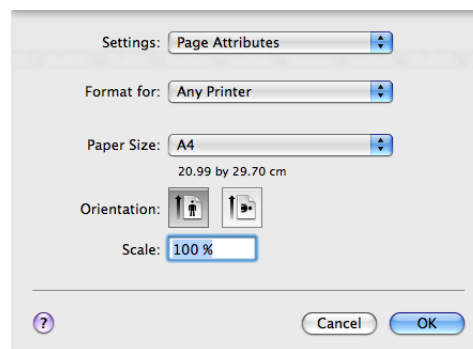 Settings: Page Attributes
Format for: Any Printer
Paper Size: A4
20.99 by 29.70 cm
Orientation:
Scale: 100 %
? Cancel OK